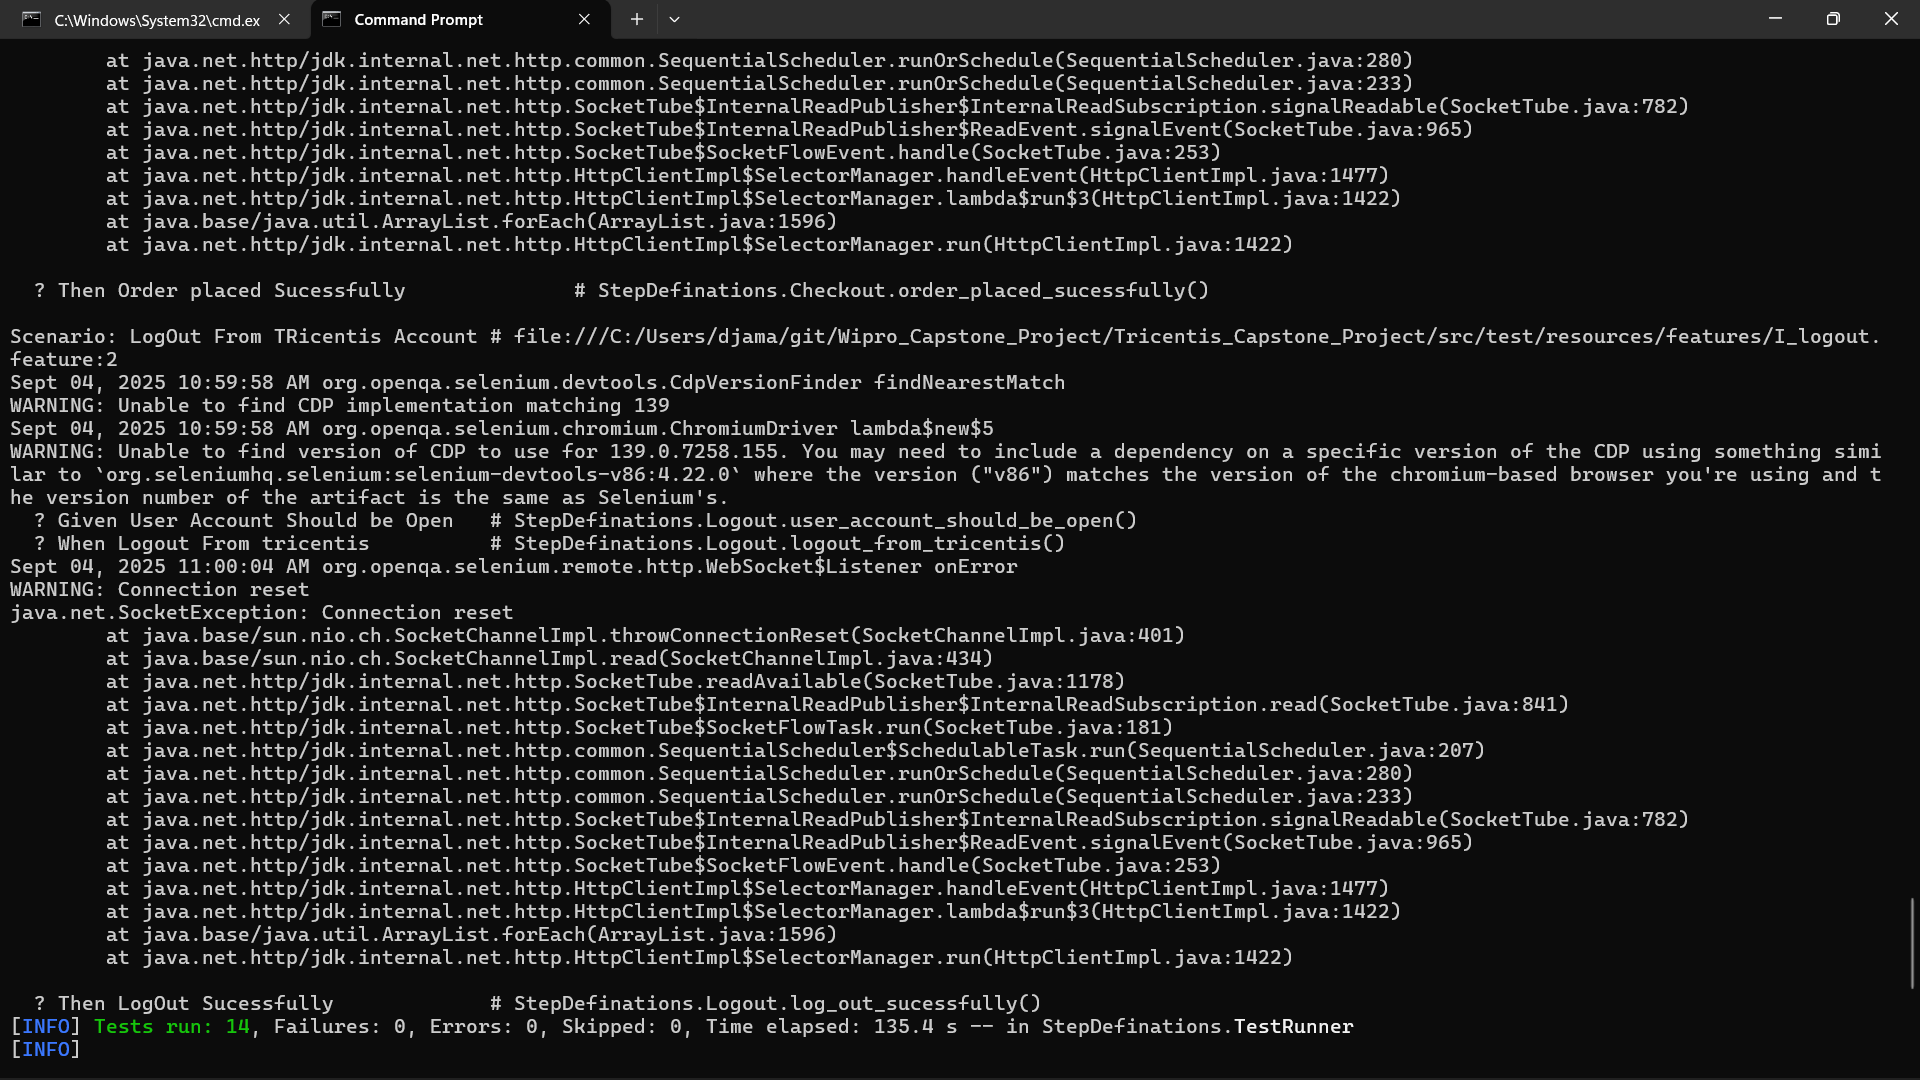 C:\Windows\System32\cmd.ex
Command Prompt
at java.net.http/jdk.internal.net.http.common.SequentialScheduler.runOrSchedule(SequentialScheduler.java:280)
at java.net.http/jdk.internal.net.http.common.SequentialScheduler.runOrSchedule(SequentialScheduler.java:233)
at java.net.http/jdk.internal.net.http.SocketTube$InternalReadPublisher$InternalReadSubscription.signalReadable(SocketTube.java:782)
at java.net.http/jdk.internal.net.http.SocketTube$InternalReadPublisher$ReadEvent.signalEvent(SocketTube.java:965)
at java.net.http/jdk.internal.net.http.SocketTube$SocketFlowEvent.handle(SocketTube.java:253)
at java.net.http/jdk.internal.net.http.HttpClientImpl$SelectorManager.handleEvent(HttpClientImpl.java:1477)
at java.net.http/jdk.internal.net.http.HttpClientImpl$SelectorManager.lambda$run$3(HttpClientImpl.java:1422)
at java.base/java.util.ArrayList.forEach(ArrayList.java:1596)
at java.net.http/jdk.internal.net.http.HttpClientImpl$SelectorManager.run(HttpClientImpl.java:1422)
? Then Order placed Sucessfully # StepDefinations.Checkout.order_placed_sucessfully()
Scenario: LogOut From TRicentis Account # file:///C:/Users/djama/git/Wipro_Capstone_Project/Tricentis_Capstone_Project/src/test/resources/features/I_logout.
feature:2
Sept 04, 2025 10:59:58 AM org.openqa.selenium.devtools.CdpVersionFinder findNearestMatch
WARNING: Unable to find CDP implementation matching 139
Sept 04, 2025 10:59:58 AM org.openqa.selenium.chromium.ChromiumDriver lambda$new$5
WARNING: Unable to find version of CDP to use for 139.0.7258.155. You may need to include a dependency on a specific version of the CDP using something simi
lar to `org.seleniumhq.selenium:selenium-devtools-v86:4.22.0` where the version ("v86") matches the version of the chromium-based browser you're using and t
he version number of the artifact is the same as Selenium's.
? Given User Account Should be Open # StepDefinations.Logout.user_account_should_be_open()
? When Logout From tricentis # StepDefinations.Logout.logout_from_tricentis()
Sept 04, 2025 11:00:04 AM org.openqa.selenium.remote.http.WebSocket$Listener onError
WARNING: Connection reset
java.net.SocketException: Connection reset
at java.base/sun.nio.ch.SocketChannelImpl.throwConnectionReset(SocketChannelImpl.java:401)
at java.base/sun.nio.ch.SocketChannelImpl.read(SocketChannelImpl.java:434)
at java.net.http/jdk.internal.net.http.SocketTube.readAvailable(SocketTube.java:1178)
at java.net.http/jdk.internal.net.http.SocketTube$InternalReadPublisher$InternalReadSubscription.read(SocketTube.java:841)
at java.net.http/jdk.internal.net.http.SocketTube$SocketFlowTask.run(SocketTube.java:181)
at java.net.http/jdk.internal.net.http.common.SequentialScheduler$SchedulableTask.run(SequentialScheduler.java:207)
at java.net.http/jdk.internal.net.http.common.SequentialScheduler.runOrSchedule(SequentialScheduler.java:280)
at java.net.http/jdk.internal.net.http.common.SequentialScheduler.runOrSchedule(SequentialScheduler.java:233)
at java.net.http/jdk.internal.net.http.SocketTube$InternalReadPublisher$InternalReadSubscription.signalReadable(SocketTube.java:782)
at java.net.http/jdk.internal.net.http.SocketTube$InternalReadPublisher$ReadEvent.signalEvent(SocketTube.java:965)
at java.net.http/jdk.internal.net.http.SocketTube$SocketFlowEvent.handle(SocketTube.java:253)
at java.net.http/jdk.internal.net.http.HttpClientImpl$SelectorManager.handleEvent(HttpClientImpl.java:1477)
at java.net.http/jdk.internal.net.http.HttpClientImpl$SelectorManager.lambda$run$3(HttpClientImpl.java:1422)
at java.base/java.util.ArrayList.forEach(ArrayList.java:1596)
at java.net.http/jdk.internal.net.http.HttpClientImpl$SelectorManager.run(HttpClientImpl.java:1422)
? Then LogOut Sucessfully # StepDefinations.Logout.log_out_sucessfully()
[INFO] Tests run: 14, Failures: 0, Errors: 0, Skipped: 0, Time elapsed: 135.4 s -- in StepDefinations.TestRunner
[INFO]